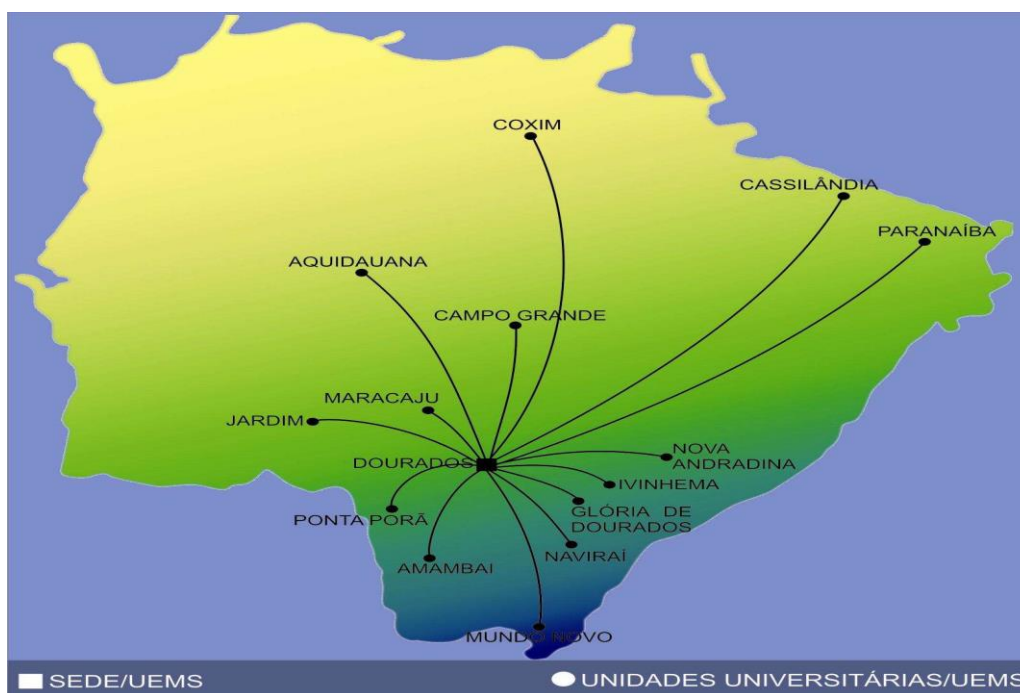 COXIM
CASSILÂNDIA
PARANAÍBA
AQUIDAUANA
CAMPO GRANDE
MARACAJU
JARDIM
DOURADOS
NOVA
ANDRADINA
IVINHEMA
GLÓRIA DE
DOURADOS
PONTA PORÃ
NAVIRAÍ
AMAMBAI
MUNDO NOVO
SEDE/UEMS
UNIDADES UNIVERSITÁRIAS/UEMS